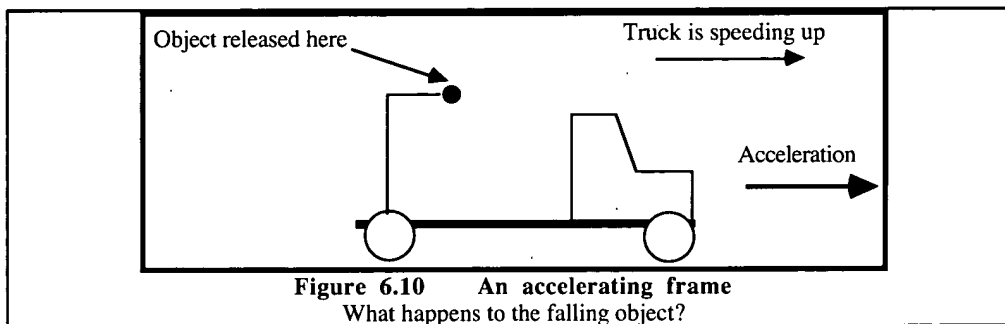 Object released here
Truck is speeding up
Acceleration
Figure 6.10 An accelerating frame
What happens to the falling object?